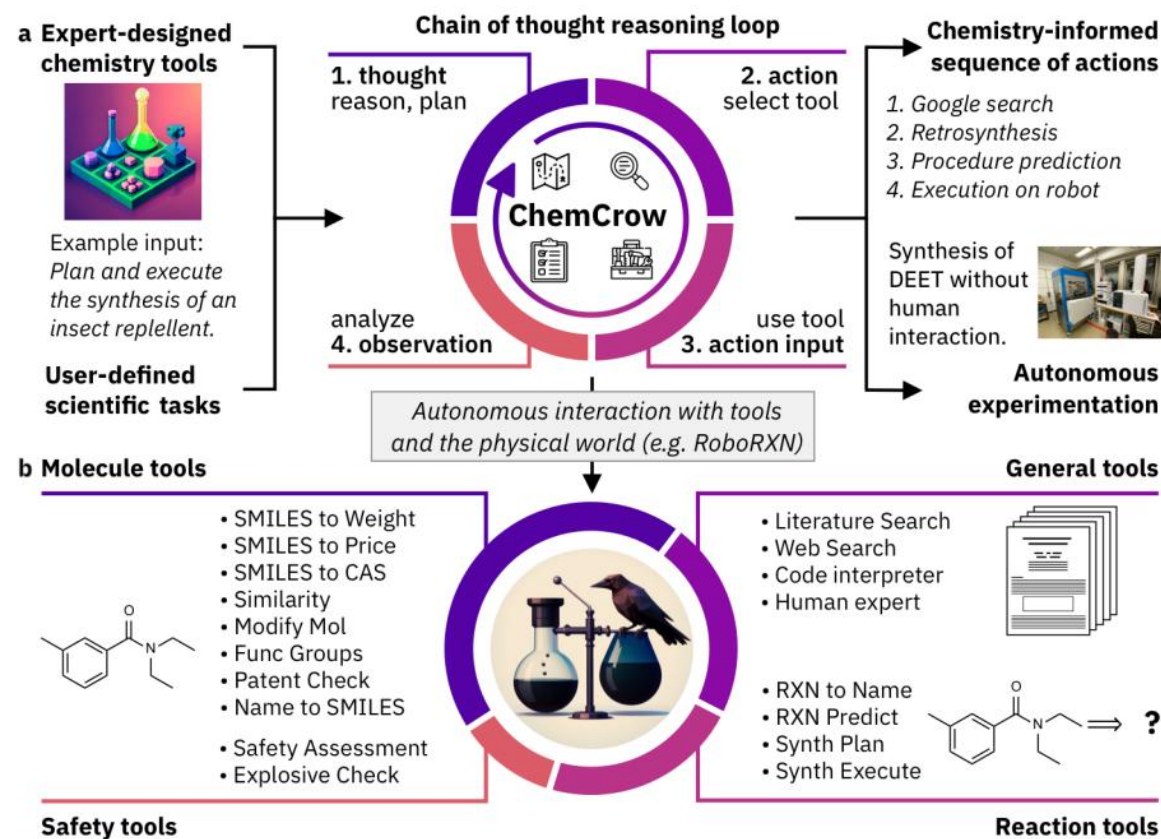 a Expert-designed
chemistry tools
Example input:
Plan and execute
the synthesis of an
insect replellent.
User-defined
scientific tasks
Chain of thought reasoning loop
1. thought
reason, plan
2. action
select tool
ChemCrow
analyze
4. observation
use tool
3. action input
Chemistry-informed
sequence of actions
1. Google search
2. Retrosynthesis
3. Procedure prediction
4. Execution on robot
Synthesis of
DEET without
human
interaction.
Autonomous
experimentation
Autonomous interaction with tools
and the physical world (e.g. RoboRXN)
b Molecule tools
• SMILES to Weight
• SMILES to Price
• SMILES to CAS
• Similarity
• Modify Mol
• Func Groups
• Patent Check
• Name to SMILES
O
N
• Safety Assessment
• Explosive Check
Safety tools
General tools
• Literature Search
• Web Search
• Code interpreter
• Human expert
• RXN to Name
• RXN Predict
• Synth Plan
• Synth Execute
O
N
⇒ ?
Reaction tools